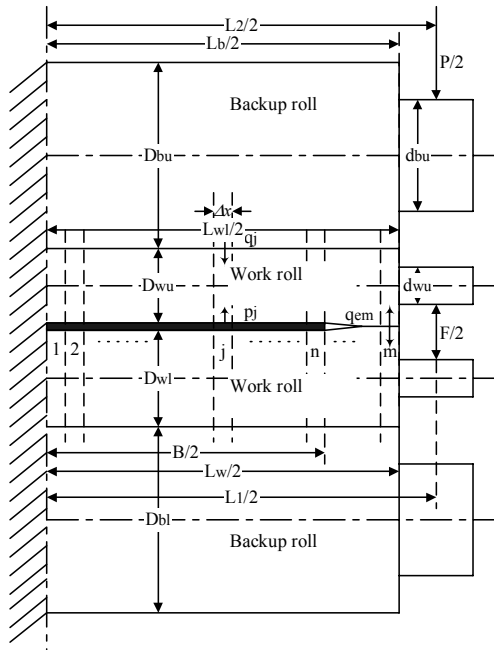 L2/2
Lb/2
P/2
Backup roll
Dbu
dbu
Δx
Lwl/2
qj
Work roll
Dwu
dwu
pj
qem
F/2
1 2 ........ j ........ n m
Dwl
Work roll
B/2
Lw/2
L1/2
Dbl
Backup roll